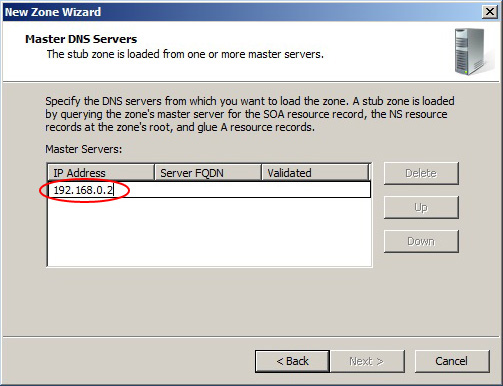 New Zone Wizard
Master DNS Servers
The stub zone is loaded from one or more master servers.
Specify the DNS servers from which you want to load the zone. A stub zone is loaded
by querying the zone's master server for the SOA resource record, the NS resource
records at the zone's root, and glue A resource records.
Master Servers:
IP Address Server FQDN Validated
192.168.0.2
Delete
Up
Down
< Back Next > Cancel